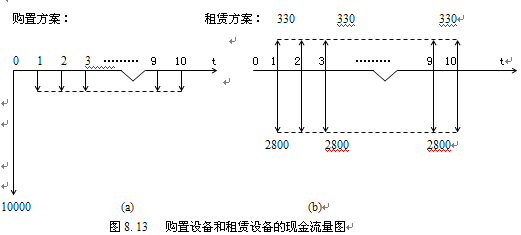 购置方案: 租赁方案: 330 330 330
0 1 2 3 ……… 9 10 t 0 1 2 3 ……… 9 10 t
2800 2800 2800
10000 (a) (b)
图 8.13 购置设备和租赁设备的现金流量图